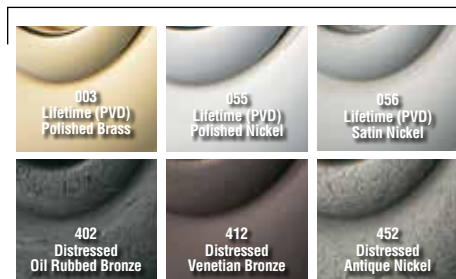 003
Lifetime (PVD)
Polished Brass
055
Lifetime (PVD)
Polished Nickel
056
Lifetime (PVD)
Satin Nickel
402
Distressed
Oil Rubbed Bronze
412
Distressed
Venetian Bronze
452
Distressed
Antique Nickel